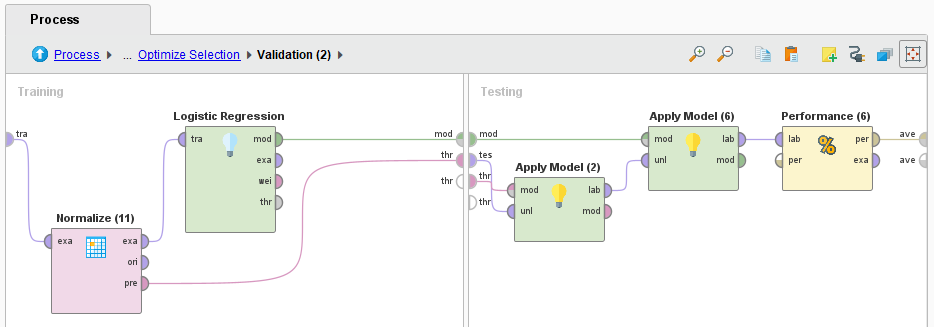 Process
Process ... Optimize Selection Validation (2)
Training
tra
Logistic Regression
tra mod
exa
wei
thr
Normalize (11)
exa exa
ori
pre
mod
thr
thr
Testing
mod
tes
thr
thr
Apply Model (2)
mod lab
unl mod
Apply Model (6)
mod lab
unl mod
Performance (6)
lab per
per exa
ave
ave